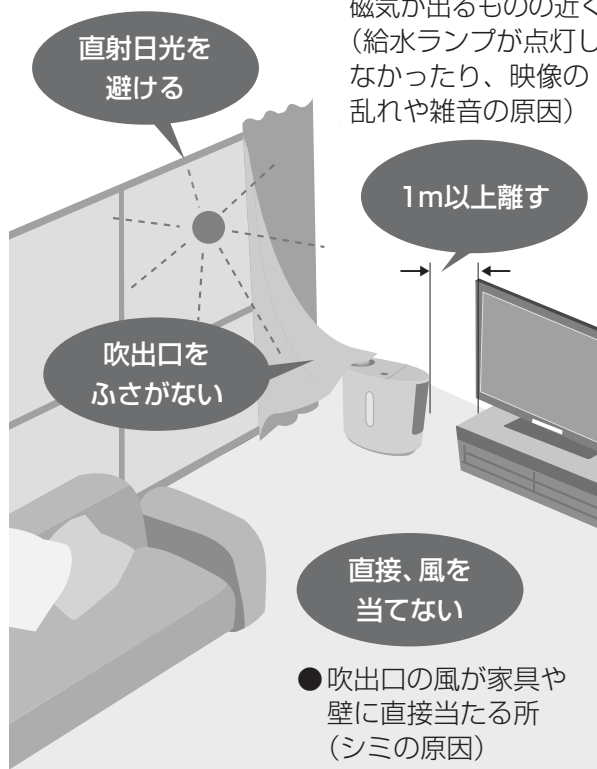 磁気が出るものの近く
（給水ランプが点灯し
なかったり、映像の
乱れや雑音の原因）
直射日光を
避ける
1m以上離す
吹出口を
ふさがない
直接、風を
当てない
●吹出口の風が家具や
壁に直接当たる所
（シミの原因）